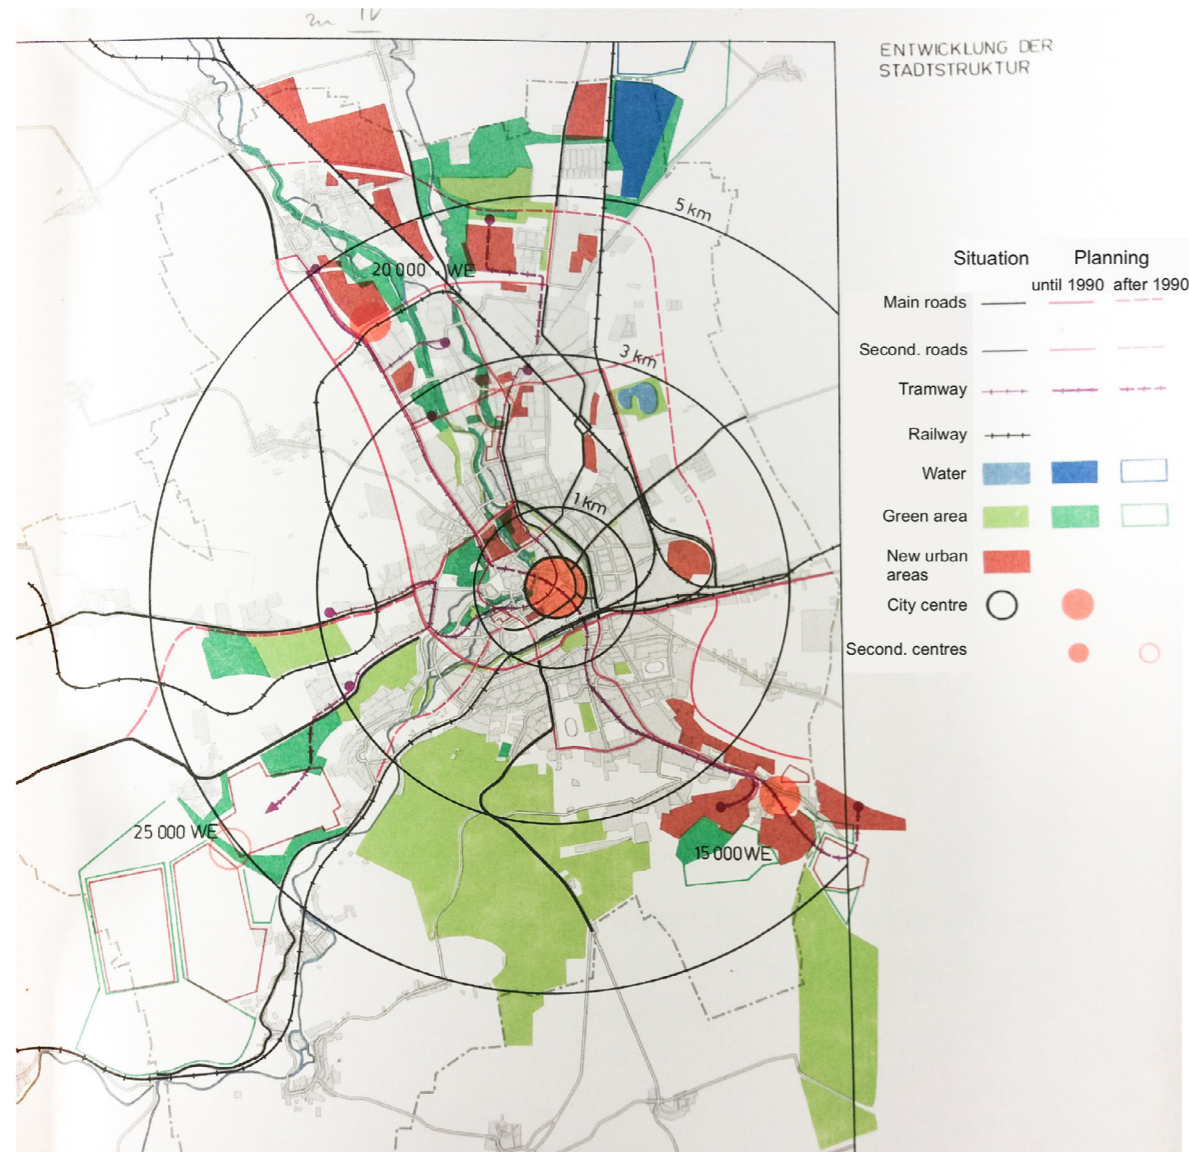 zu IV
ENTWICKLUNG DER
STADTSTRUKTUR
5 km
20 000 WE
3 km
1 km
25 000 WE
15 000 WE
Situation Planning
until 1990 after 1990
Main roads
Second. roads
Tramway
Railway
Water
Green area
New urban
areas
City centre
Second. centres